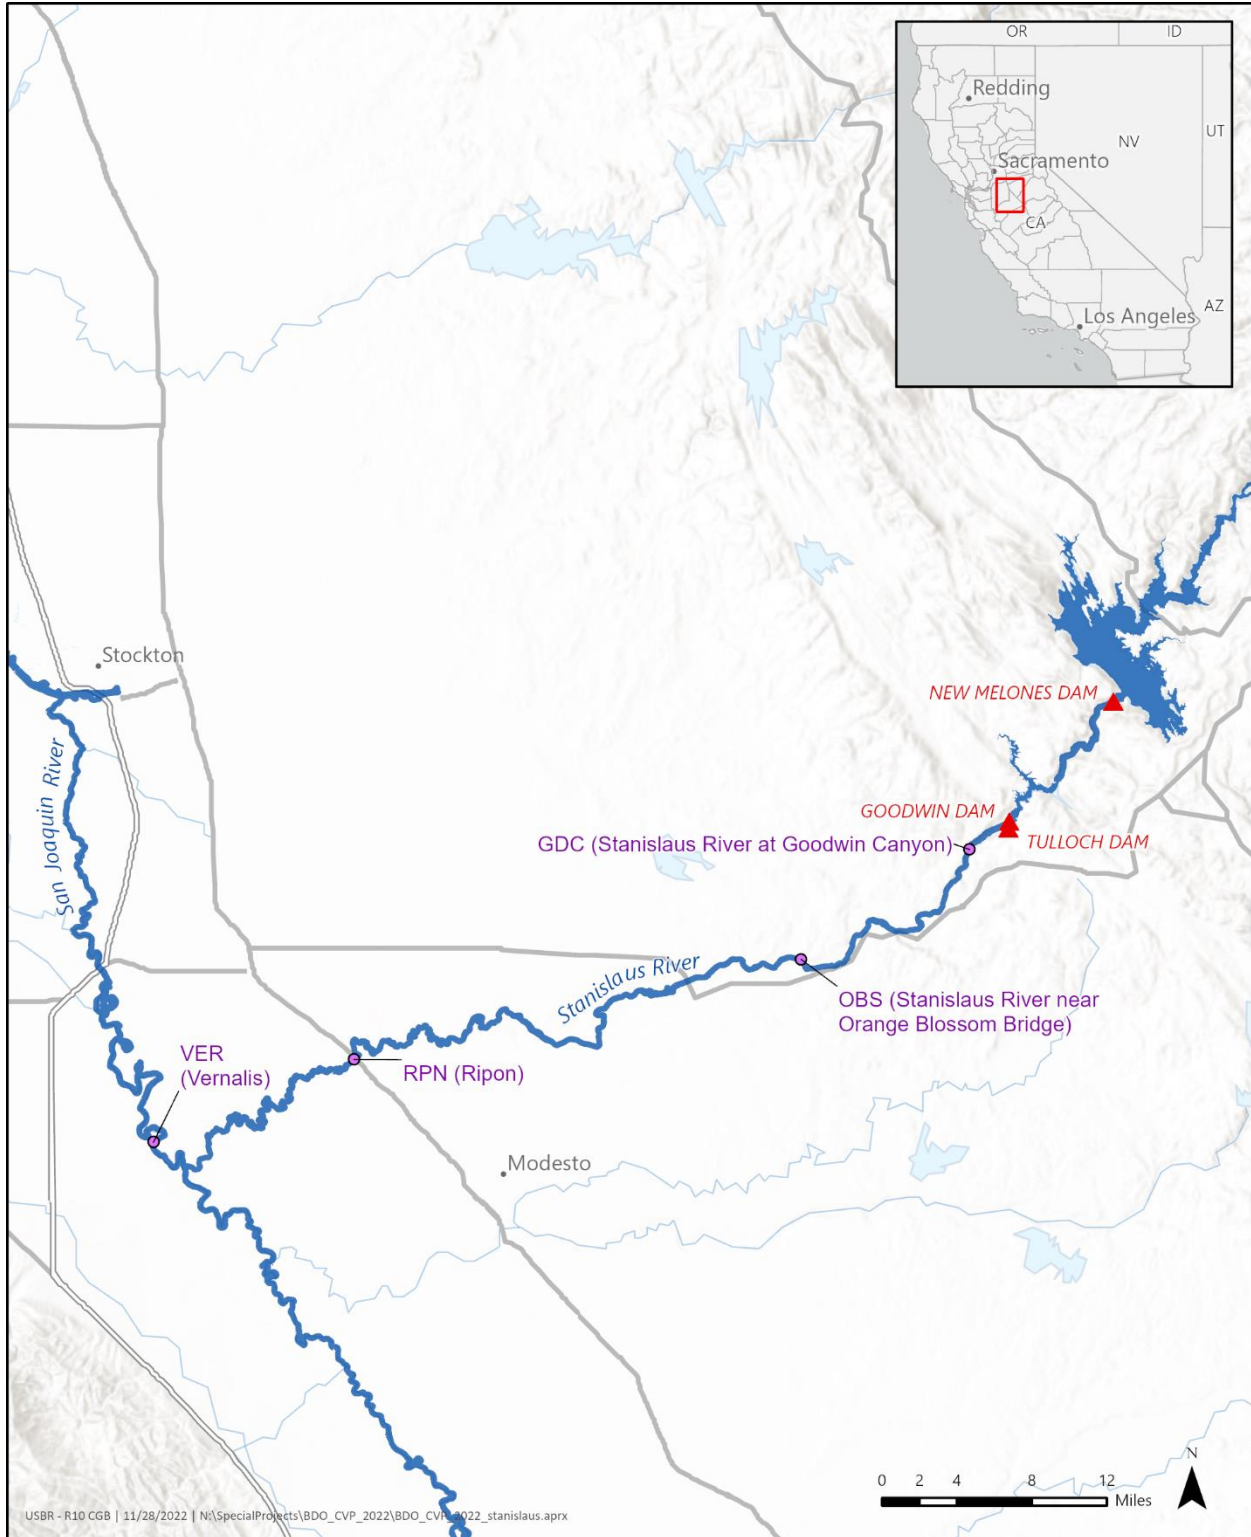 OR
ID
Redding
NV
UT
Sacramento
CA
AZ
Los Angeles
Stockton
NEW MELONES DAM
San Joaquin River
GOODWIN DAM
GDC (Stanislaus River at Goodwin Canyon)
TULLOCH DAM
Stanislaus River
OBS (Stanislaus River near
Orange Blossom Bridge)
VER
(Vernalis)
RPN (Ripon)
Modesto
N
0 2 4 8 12
Miles
USBR - R10 CGB | 11/28/2022 | N:\SpecialProjects\BDO_CVP_2022\BDO_CVP_2022_stanislaus.aprx